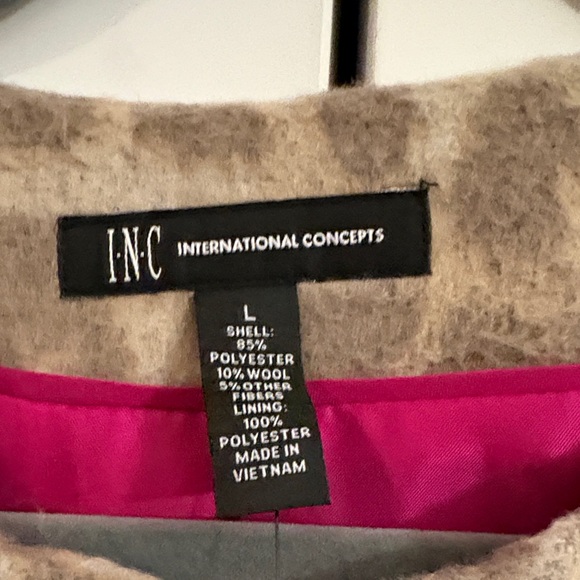 I·N·C INTERNATIONAL CONCEPTS
L
SHELL:
85%
POLYESTER
10% WOOL
5% OTHER
FIBERS
LINING:
100%
POLYESTER
MADE IN
VIETNAM